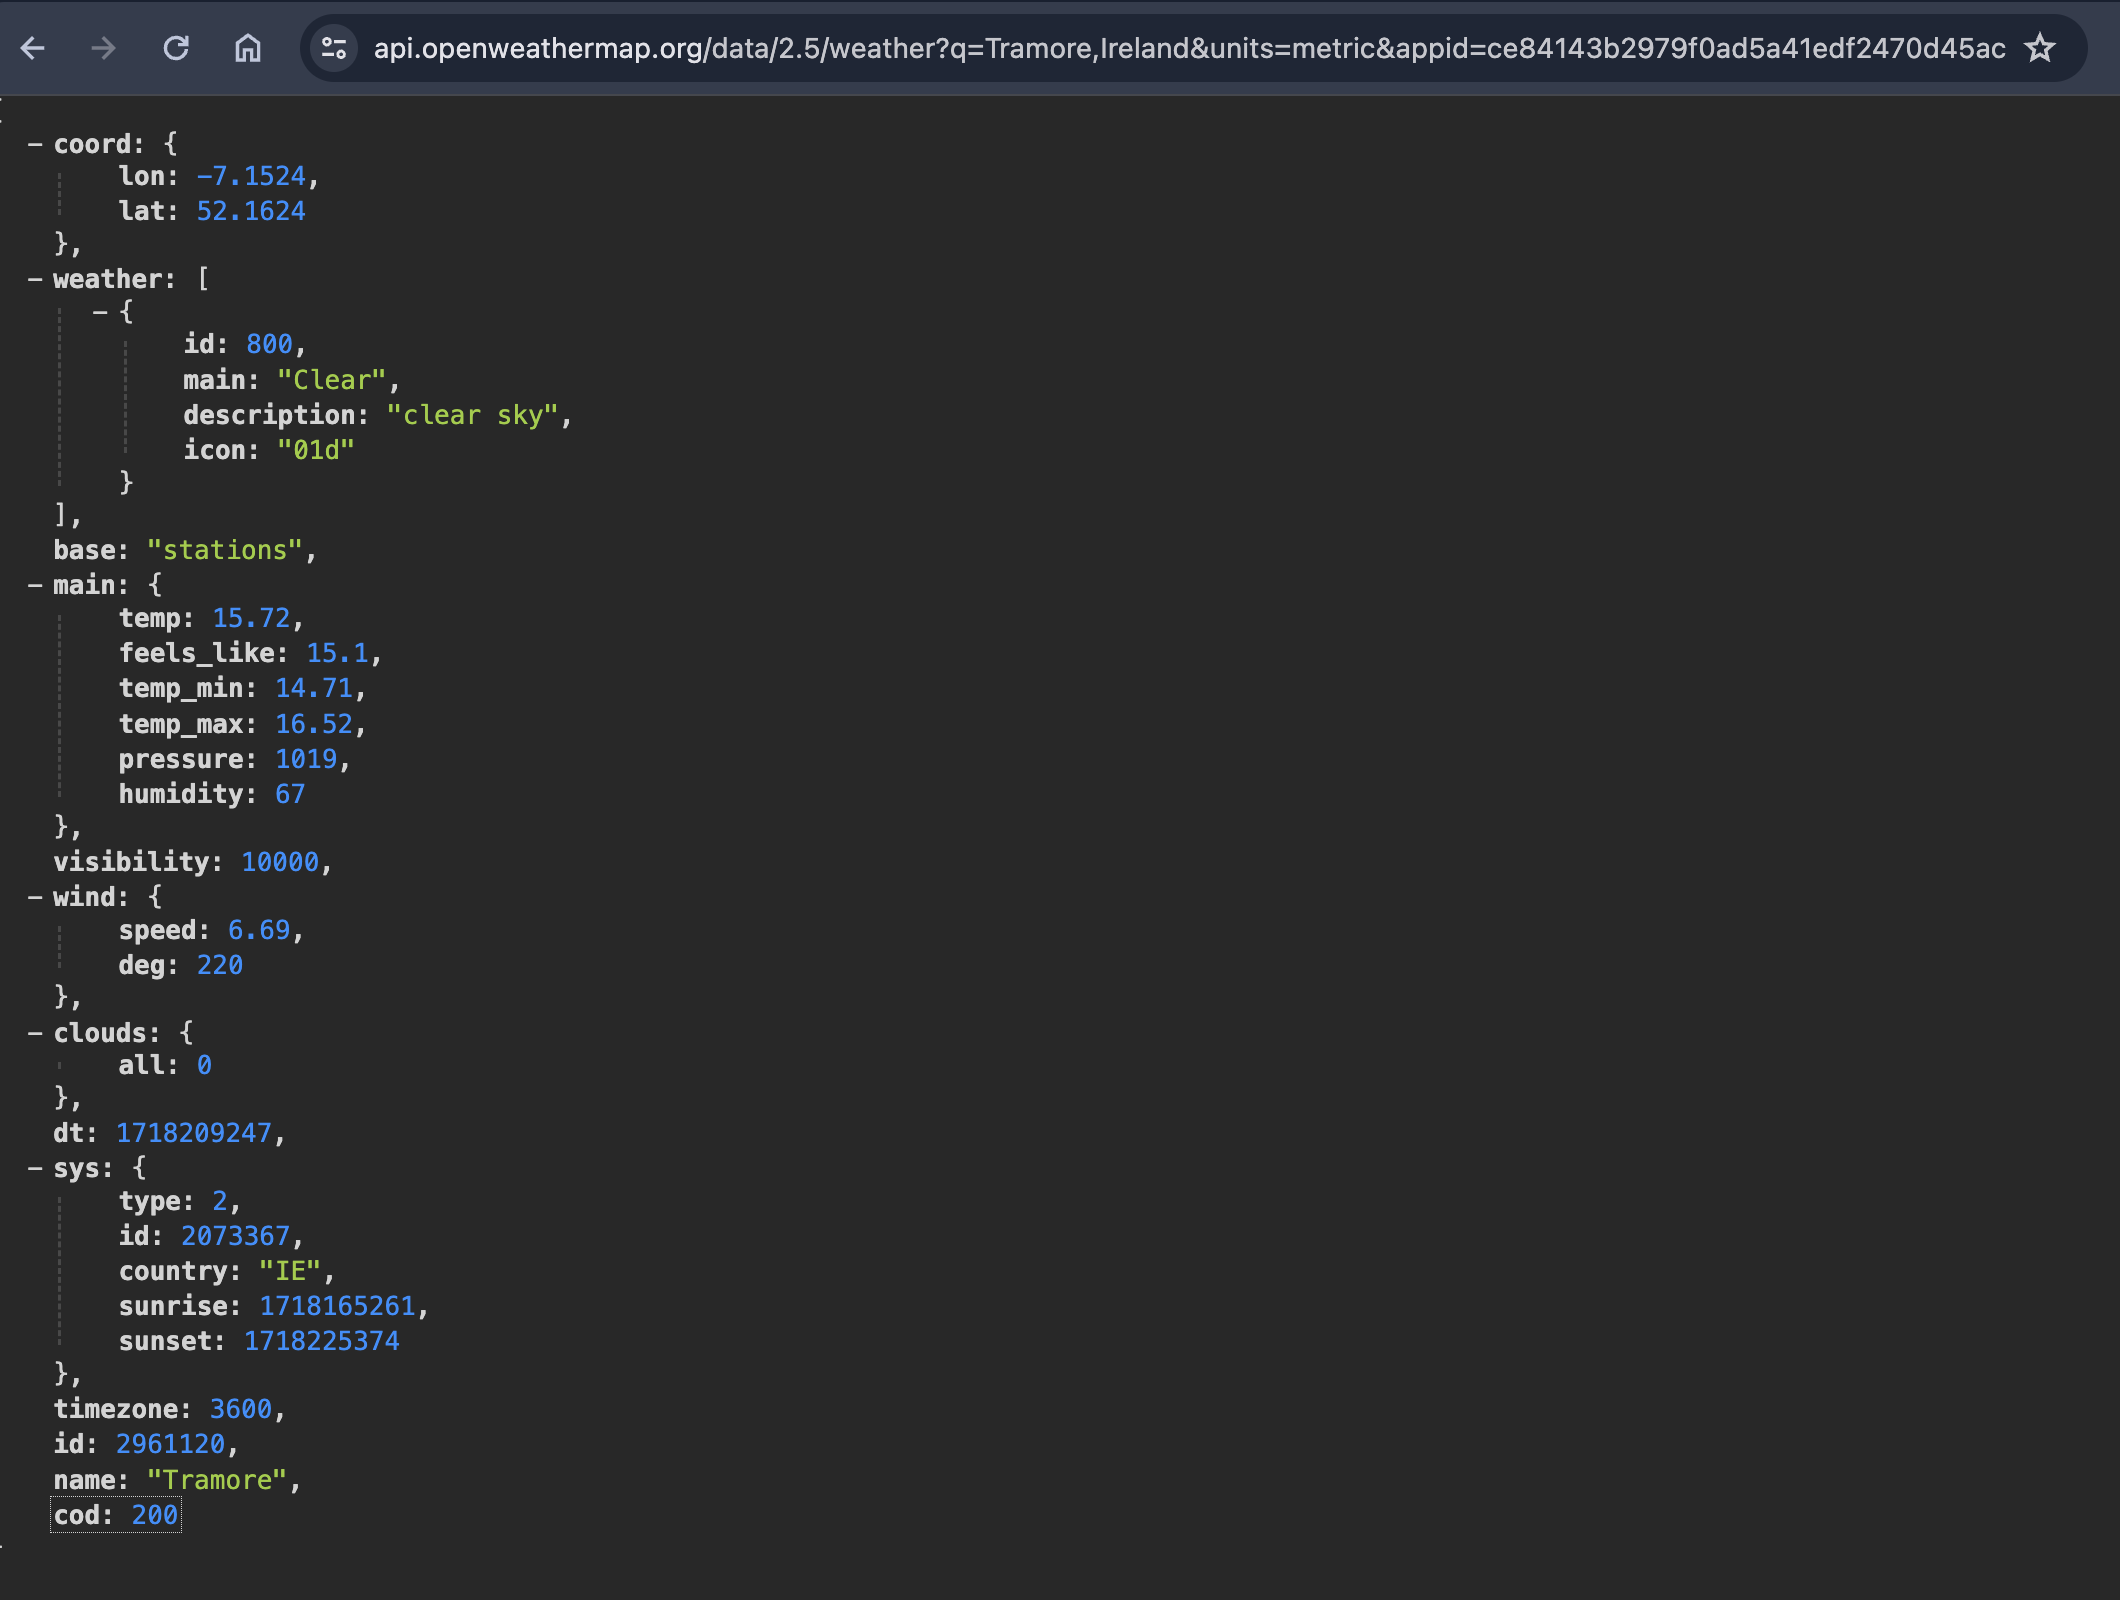 api.openweathermap.org/data/2.5/weather?q=Tramore,Ireland&units=metric&appid=ce84143b2979f0ad5a41edf2470d45ac
− coord: {
lon: −7.1524,
lat: 52.1624
},
− weather: [
− {
id: 800,
main: "Clear",
description: "clear sky",
icon: "01d"
}
],
base: "stations",
− main: {
temp: 15.72,
feels_like: 15.1,
temp_min: 14.71,
temp_max: 16.52,
pressure: 1019,
humidity: 67
},
visibility: 10000,
− wind: {
speed: 6.69,
deg: 220
},
− clouds: {
all: 0
},
dt: 1718209247,
− sys: {
type: 2,
id: 2073367,
country: "IE",
sunrise: 1718165261,
sunset: 1718225374
},
timezone: 3600,
id: 2961120,
name: "Tramore",
cod: 200